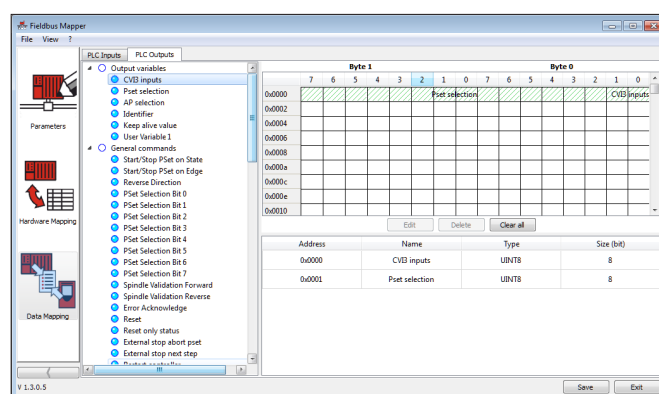 Fieldbus Mapper
File View ?
PLC Inputs PLC Outputs
Parameters
Hardware Mapping
Data Mapping
Output variables
CVI3 inputs
Pset selection
AP selection
Identifier
Keep alive value
User Variable 1
General commands
Start/Stop PSet on State
Start/Stop PSet on Edge
Reverse Direction
PSet Selection Bit 0
PSet Selection Bit 1
PSet Selection Bit 2
PSet Selection Bit 3
PSet Selection Bit 4
PSet Selection Bit 5
PSet Selection Bit 6
PSet Selection Bit 7
Spindle Validation Forward
Spindle Validation Reverse
Error Acknowledge
Reset
Reset only status
External stop abort pset
External stop next step
Restart controller
Byte 1 Byte 0
7 6 5 4 3 2 1 0 7 6 5 4 3 2 1 0
0x0000 Pset selection CVI3 inputs
0x0002
0x0004
0x0006
0x0008
0x000a
0x000c
0x000e
0x0010
Edit Delete Clear all
Address Name Type Size (bit)
0x0000 CVI3 inputs UINT8 8
0x0001 Pset selection UINT8 8
V 1.3.0.5
Save Exit